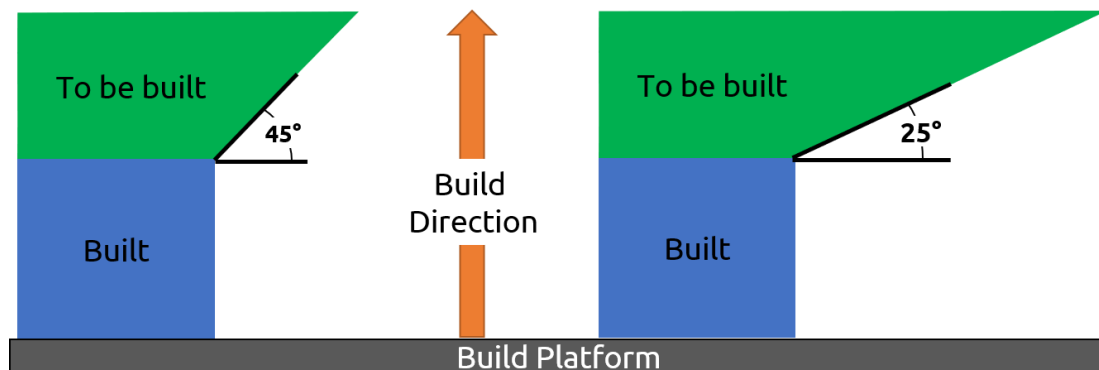 To be built
45°
Built
Build
Direction
To be built
25°
Built
Build Platform